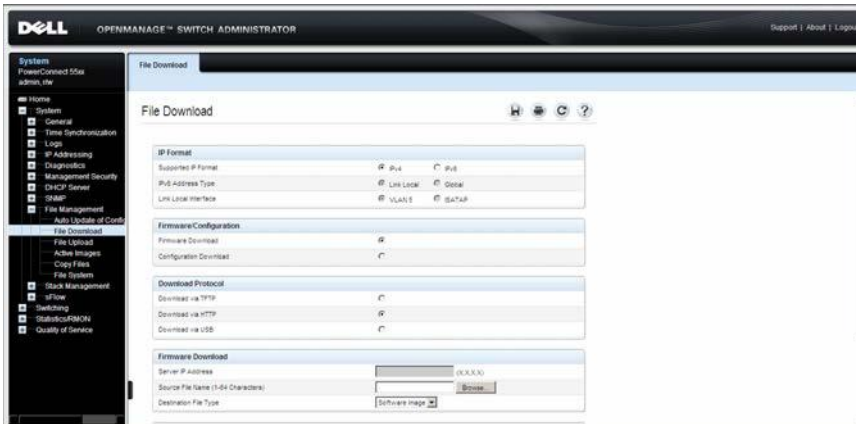 DELL
OPENMANAGE™ SWITCH ADMINISTRATOR
Support | About | Logou
System
PowerConnect 55xx
admin, r/w
Home
System
General
Time Synchronization
Logs
IP Addressing
Diagnostics
Management Security
DHCP Server
SNMP
File Management
Auto Update of Config
File Download
File Upload
Active Images
Copy Files
File System
Stack Management
sFlow
Switching
Statistics/RMON
Quality of Service
File Download
File Download
IP Format
Supported IP Format IPv4 IPv6
IPv6 Address Type Link Local Global
Link Local Interface VLAN 5 ISATAP
Firmware/Configuration
Firmware Download
Configuration Download
Download Protocol
Download via TFTP
Download via HTTP
Download via USB
Firmware Download
Server IP Address (X.X.X.X)
Source File Name (1-64 Characters) Browse...
Destination File Type Software Image